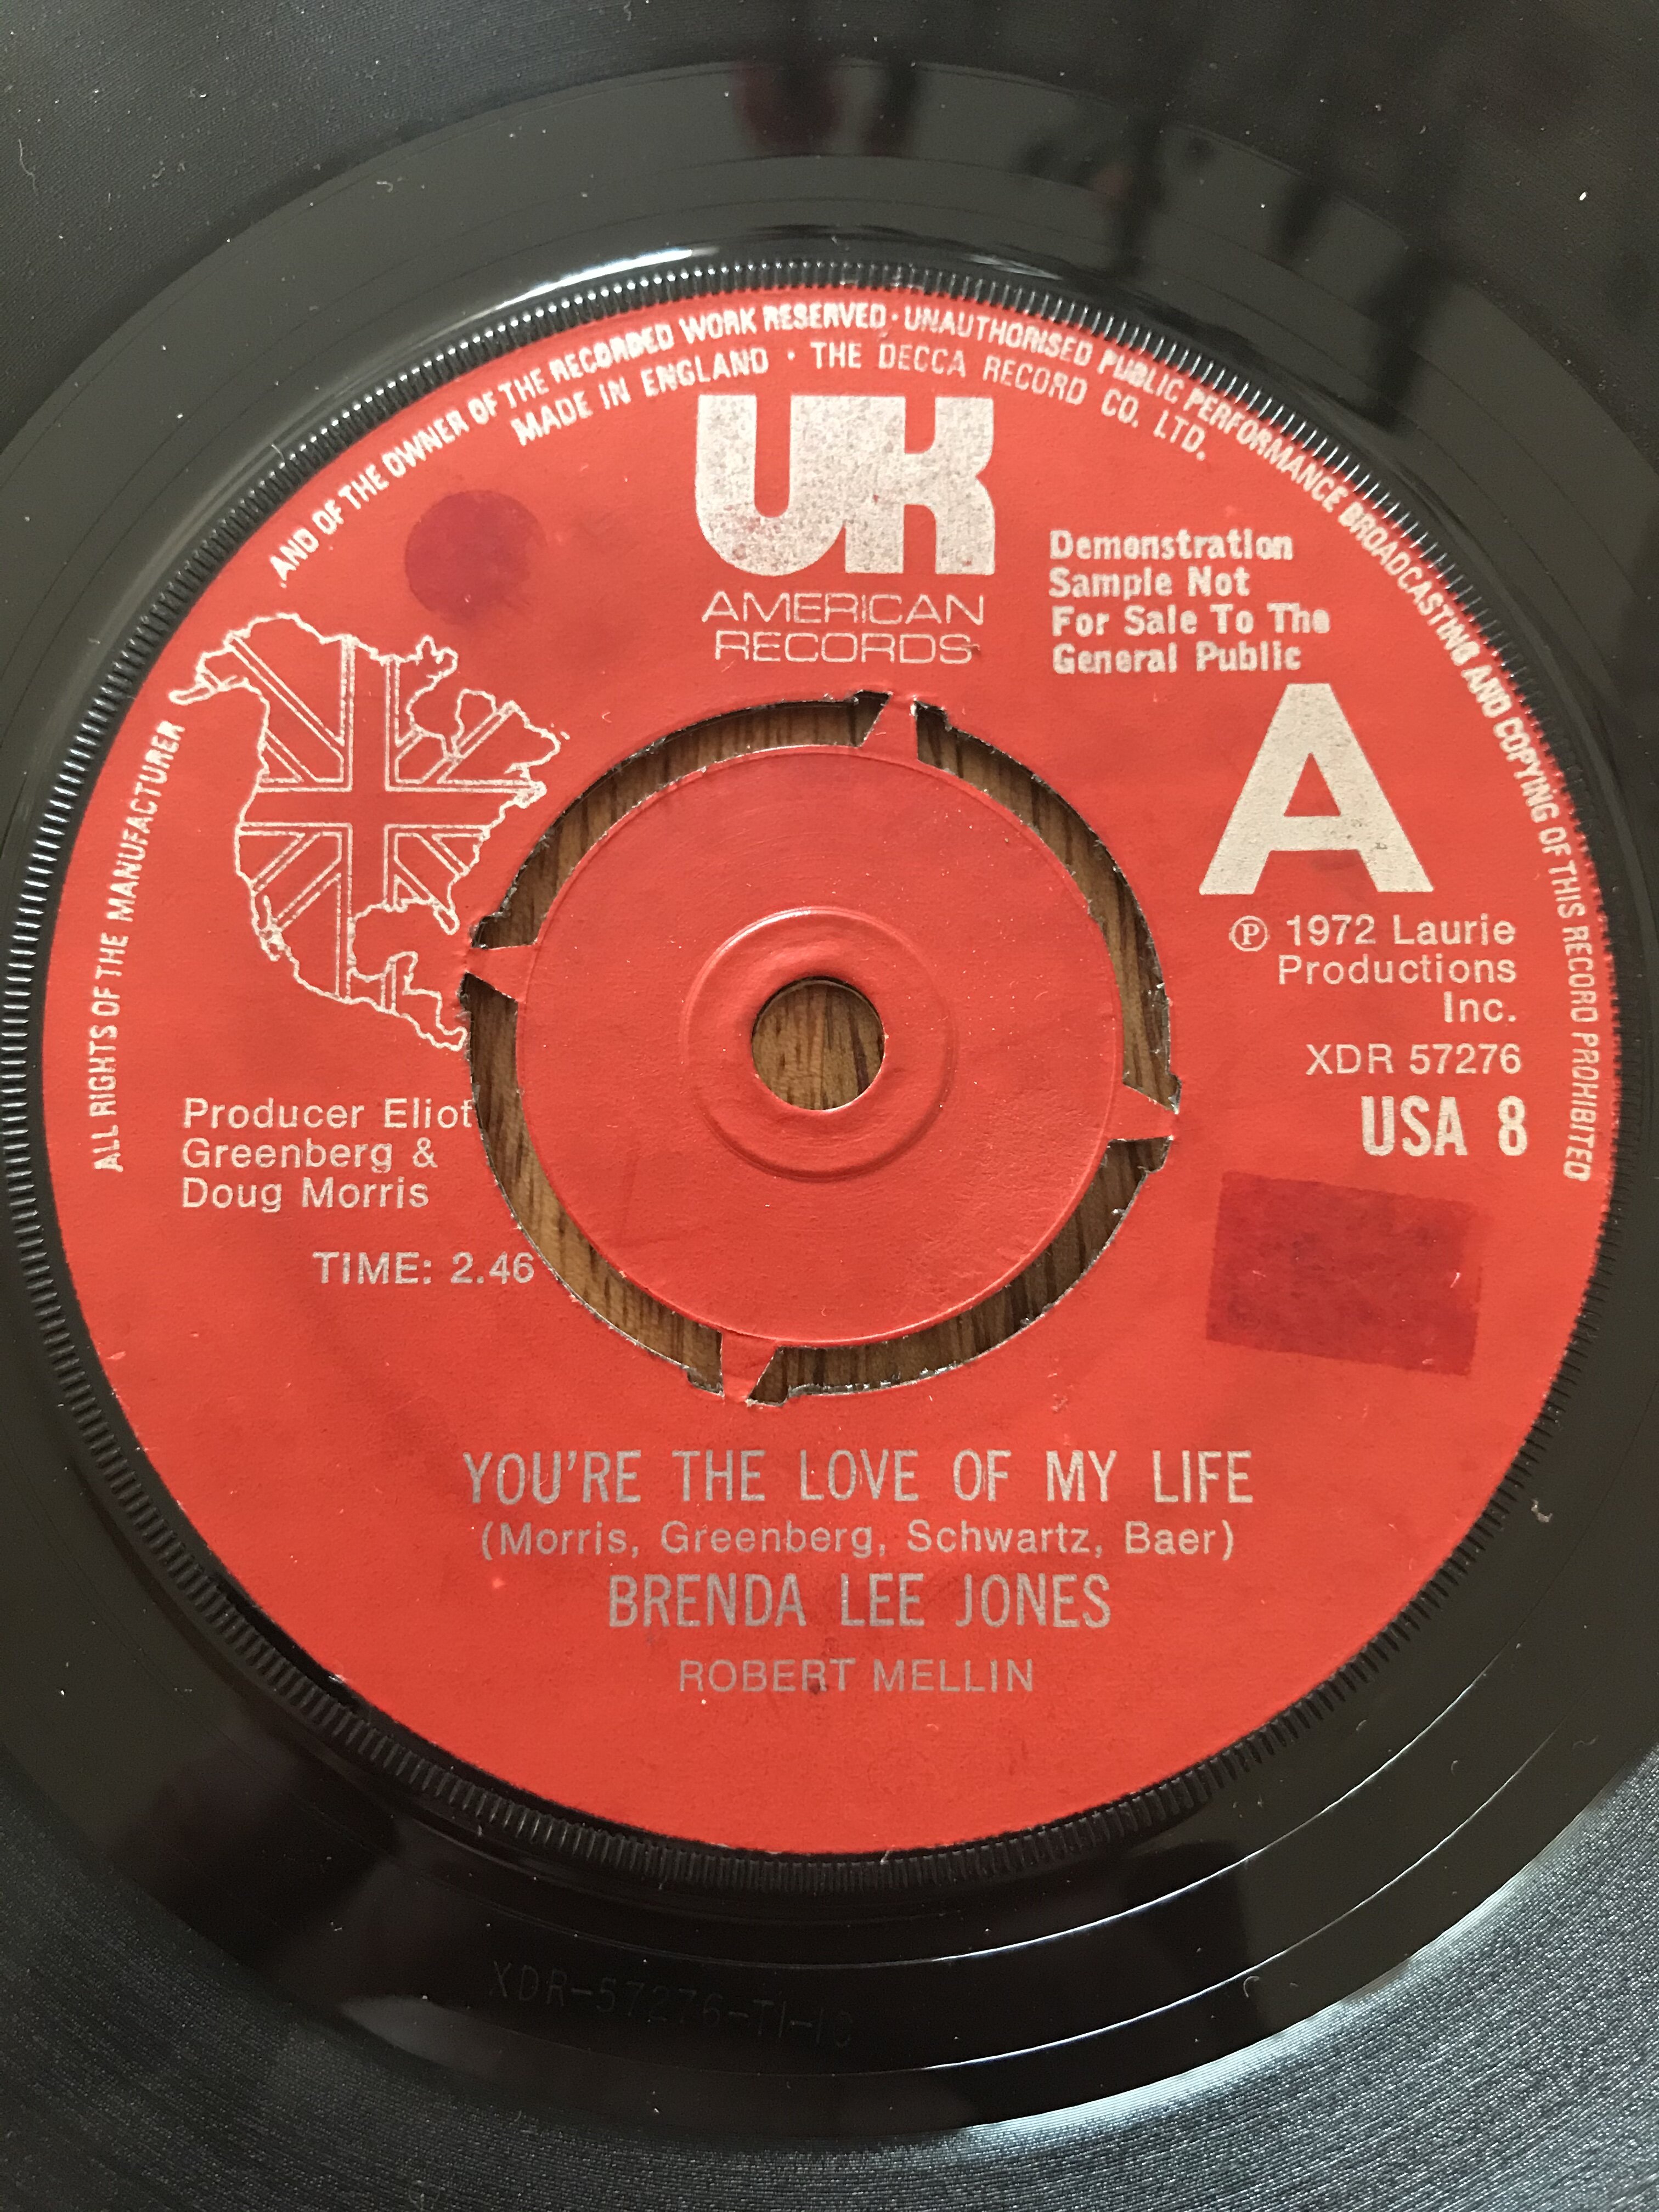 ALL RIGHTS OF THE MANUFACTURER AND OF THE OWNER OF THE RECORDED WORK RESERVED · UNAUTHORISED PUBLIC PERFORMANCE BROADCASTING AND COPYING OF THIS RECORD PROHIBITED
MADE IN ENGLAND · THE DECCA RECORD CO. LTD.
UK
AMERICAN
RECORDS
Demonstration
Sample Not
For Sale To The
General Public
A
℗ 1972 Laurie
Productions
Inc.
XDR 57276
USA 8
Producer Eliot
Greenberg &
Doug Morris
TIME: 2.46
YOU'RE THE LOVE OF MY LIFE
(Morris, Greenberg, Schwartz, Baer)
BRENDA LEE JONES
ROBERT MELLIN
XDR-57276-T1-1C